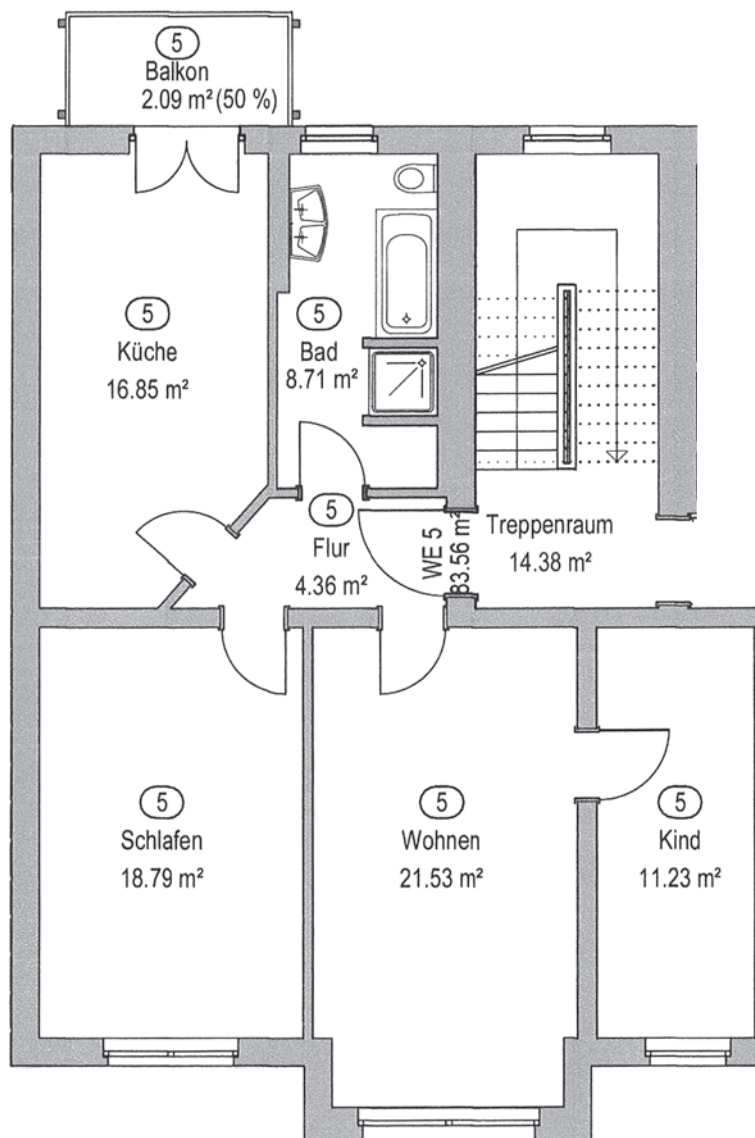 5
Balkon
2.09 m² (50 %)
5
Küche
16.85 m²
5
Bad
8.71 m²
5
Flur
4.36 m²
WE 5
83.56 m²
Treppenraum
14.38 m²
5
Schlafen
18.79 m²
5
Wohnen
21.53 m²
5
Kind
11.23 m²